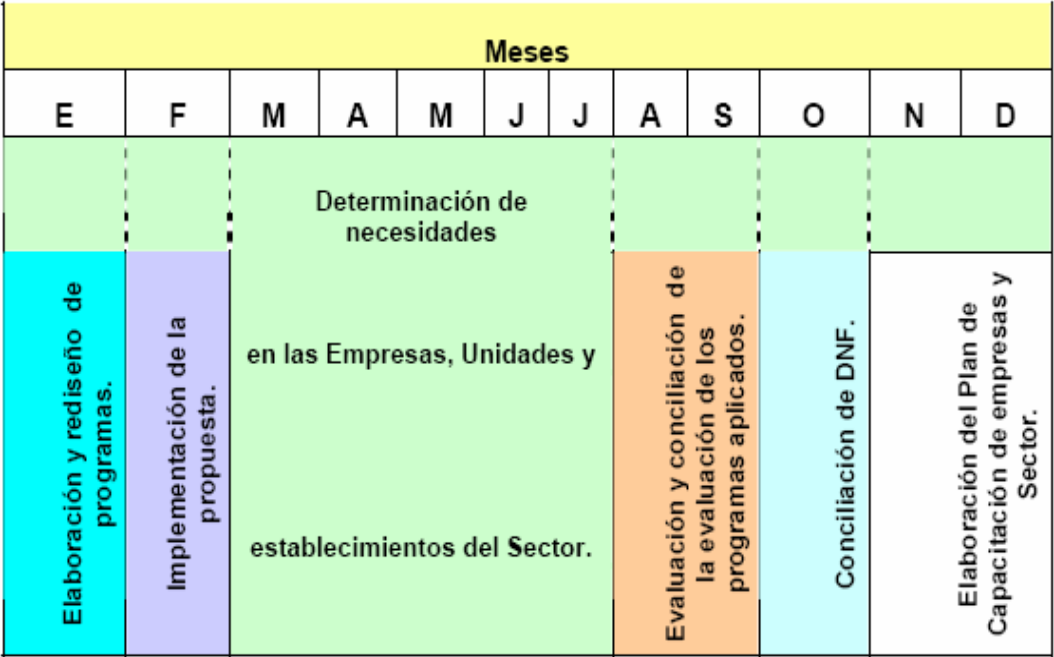 Meses
E F M A M J J A S O N D
Determinación de
necesidades
en las Empresas, Unidades y
establecimientos del Sector.
Elaboración y rediseño de
programas.
Implementación de la
propuesta.
Evaluación y conciliación de
la evaluación de los
programas aplicados.
Conciliación de DNF.
Elaboración del Plan de
Capacitación de empresas y
Sector.